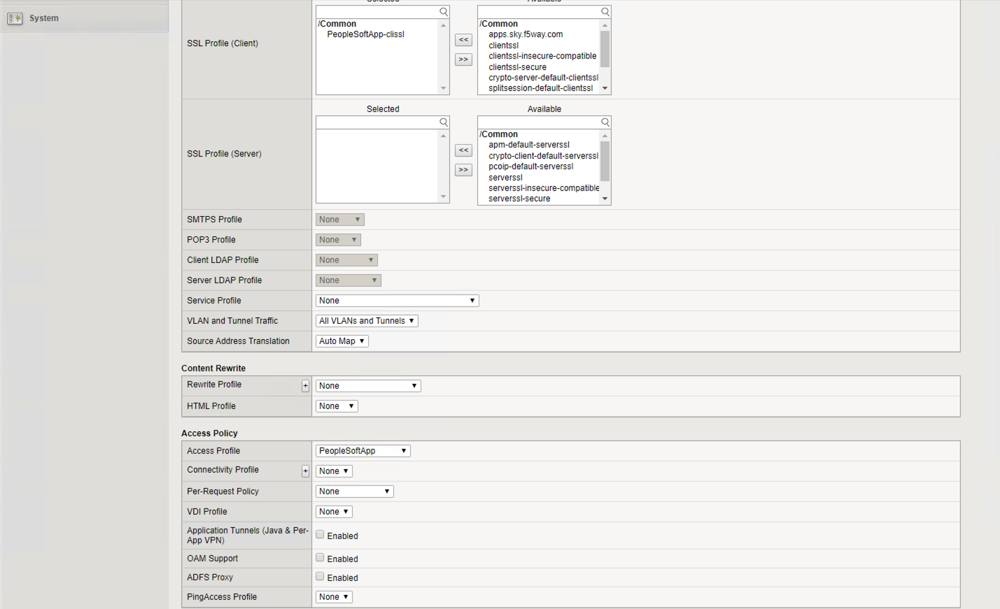 System
Selected Available
SSL Profile (Client)
/Common
PeopleSoftApp-clissl
<<
>>
/Common
apps.sky.f5way.com
clientssl
clientssl-insecure-compatible
clientssl-secure
crypto-server-default-clientssl
splitsession-default-clientssl
Selected Available
SSL Profile (Server)
<<
>>
/Common
apm-default-serverssl
crypto-client-default-serverssl
pcoip-default-serverssl
serverssl
serverssl-insecure-compatible
serverssl-secure
SMTPS Profile None
POP3 Profile None
Client LDAP Profile None
Server LDAP Profile None
Service Profile None
VLAN and Tunnel Traffic All VLANs and Tunnels
Source Address Translation Auto Map
Content Rewrite
Rewrite Profile + None
HTML Profile None
Access Policy
Access Profile PeopleSoftApp
Connectivity Profile + None
Per-Request Policy None
VDI Profile None
Application Tunnels (Java & Per-
App VPN) Enabled
OAM Support Enabled
ADFS Proxy Enabled
PingAccess Profile None